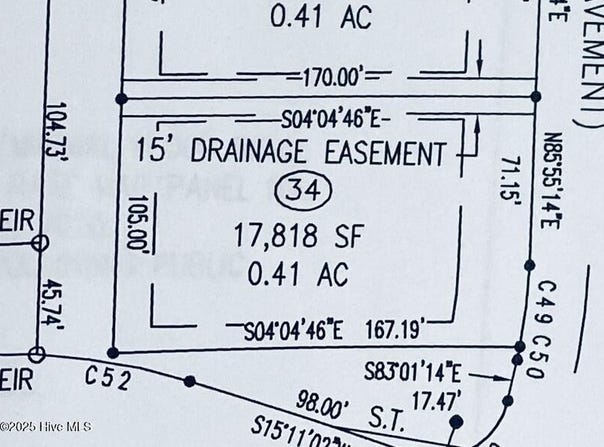 0.41 AC
170.00'
S04°04'46"E
15' DRAINAGE EASEMENT
34
17,818 SF
0.41 AC
S04°04'46"E 167.19'
104.75'
105.00'
EIR
45.74'
EIR
C52
98.00'
S.T.
17.47'
S83°01'14"E
71.15'
N85°55'14"E
C49
C50
4"E
VEMENT)
©2025 Hive MLS